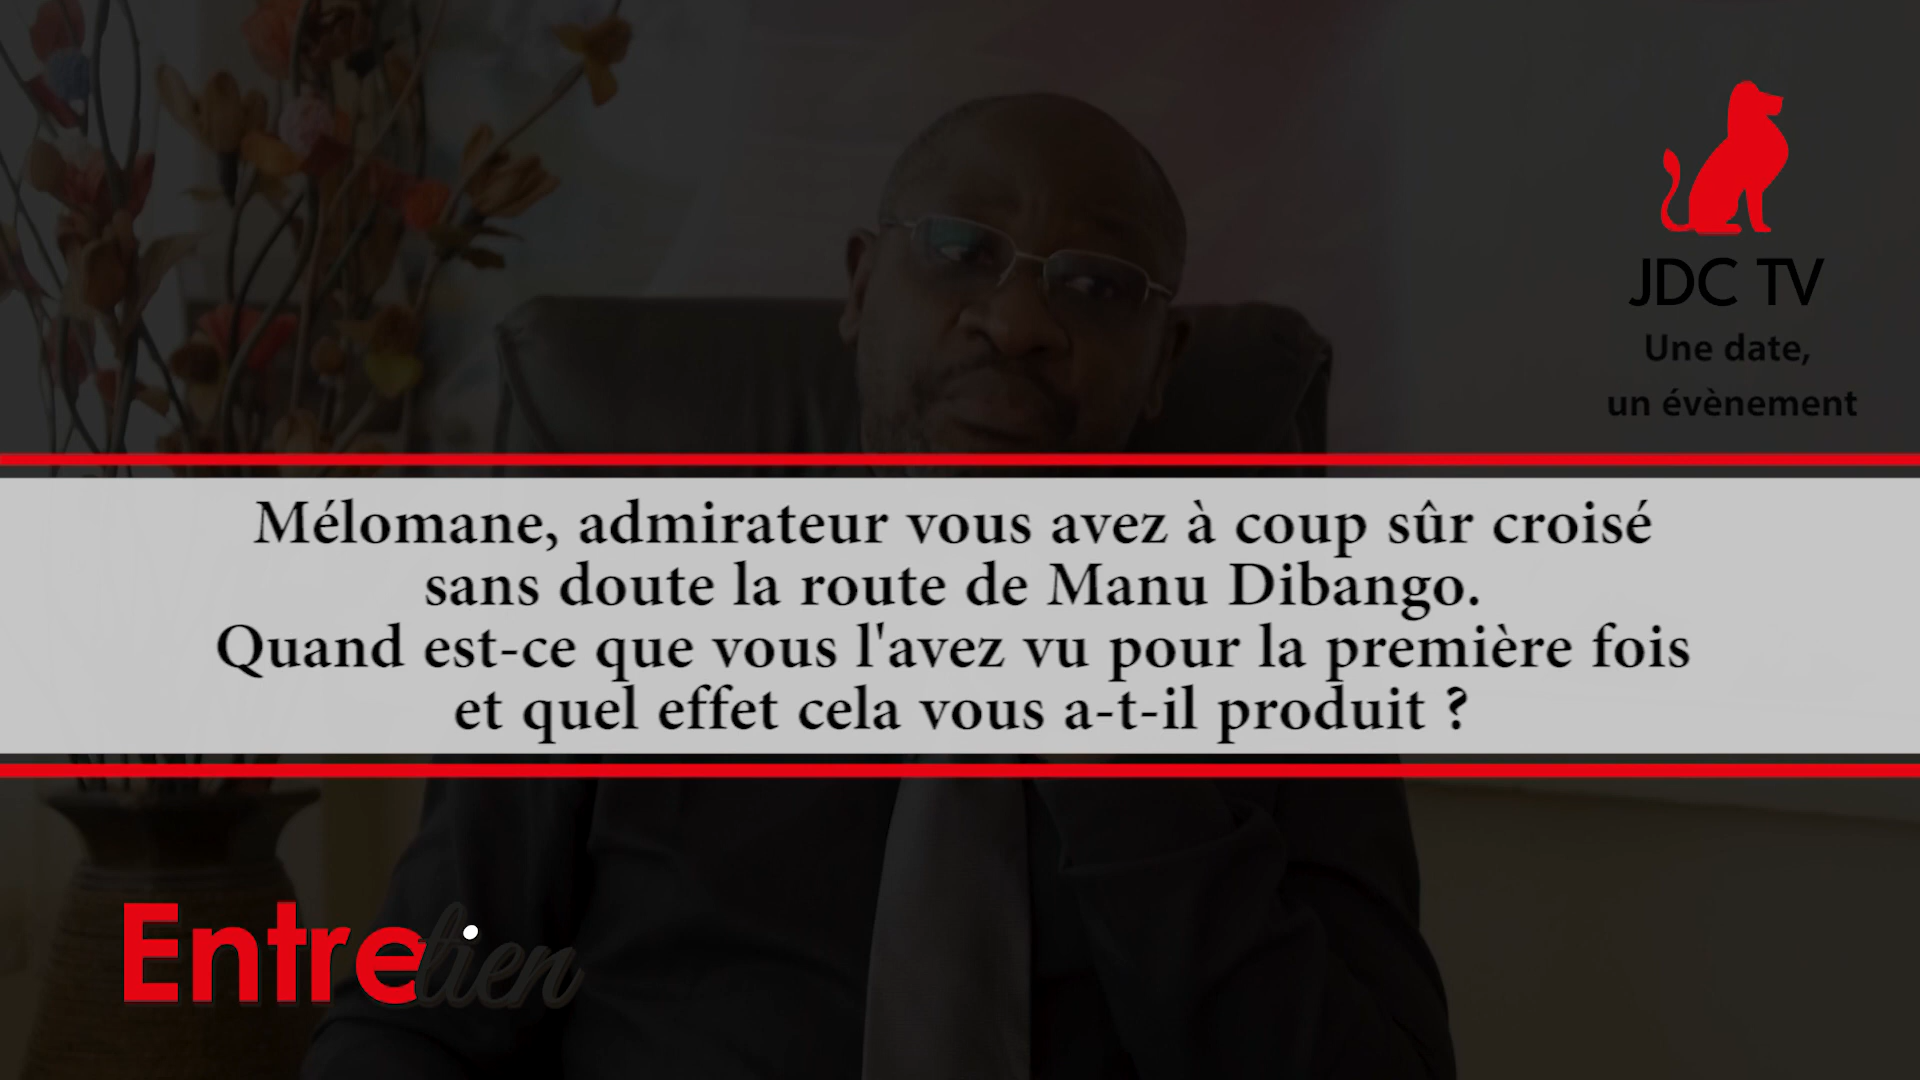 JDC TV
Une date,
un évènement
Mélomane, admirateur vous avez à coup sûr croisé
sans doute la route de Manu Dibango.
Quand est-ce que vous l'avez vu pour la première fois
et quel effet cela vous a-t-il produit ?
Entretien